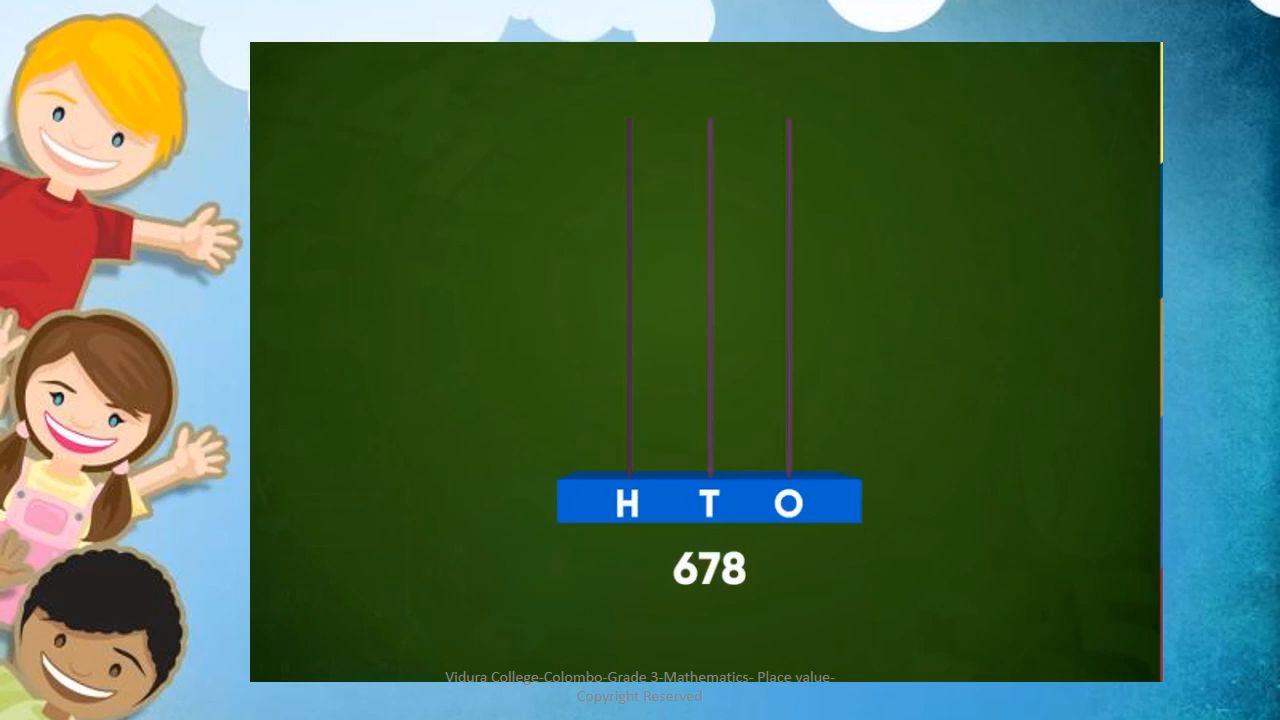 H T O
678
Vidura College-Colombo-Grade 3-Mathematics- Place value-
Copyright Reserved